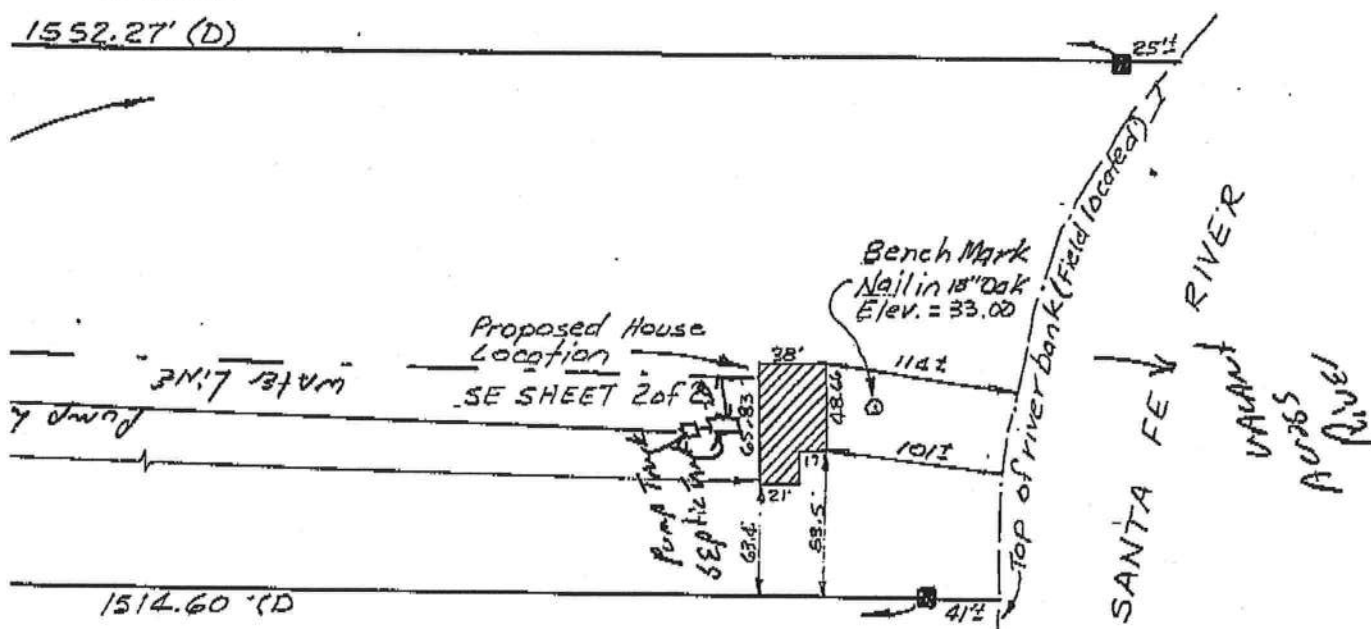 1552.27' (D)
25'±
Top of river bank (Field located)
Bench Mark
Nail in 18" Oak
Elev. = 33.00
Proposed House
Location
SE SHEET 2 of 2
38'
114±
48.66
65.83
101±
17'
21'
63.4'
water line
Pump
Pump Tank
Septic
SANTA FE RIVER
VACANT
Across
River
1514.60 '(D
41'±